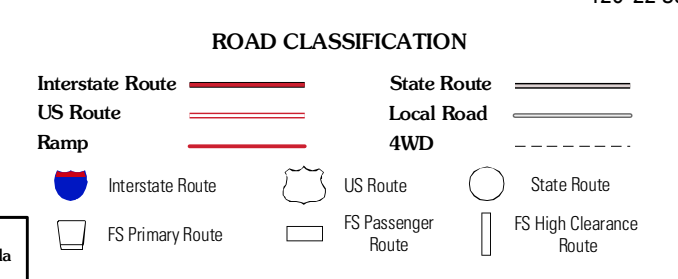 ROAD CLASSIFICATION
Interstate Route
State Route
US Route
Local Road
Ramp
4WD
Interstate Route
US Route
State Route
FS Primary Route
FS Passenger
Route
FS High Clearance
Route